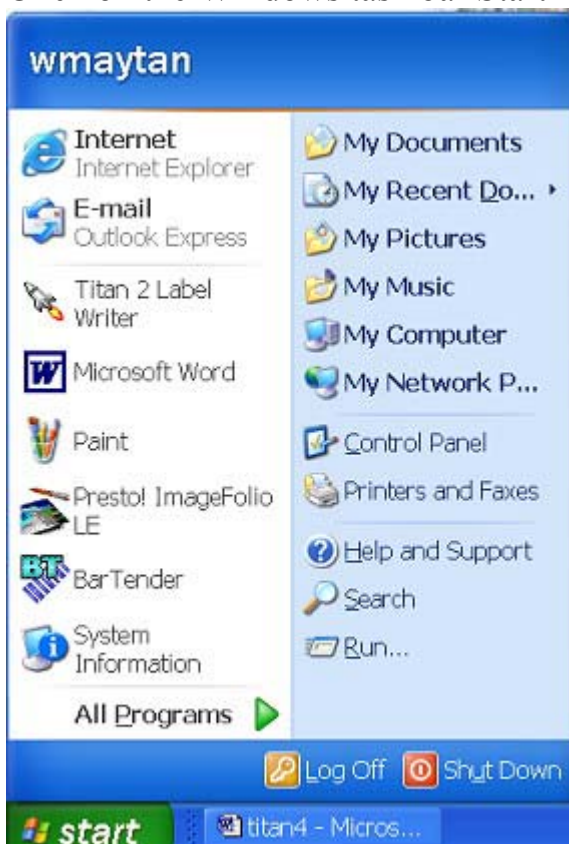 wmaytan
Internet
Internet Explorer
E-mail
Outlook Express
Titan 2 Label
Writer
Microsoft Word
Paint
Presto! ImageFolio
LE
BarTender
System
Information
All Programs
My Documents
My Recent Do...
My Pictures
My Music
My Computer
My Network P...
Control Panel
Printers and Faxes
Help and Support
Search
Run...
Log Off
Shut Down
start
titan4 - Micros...